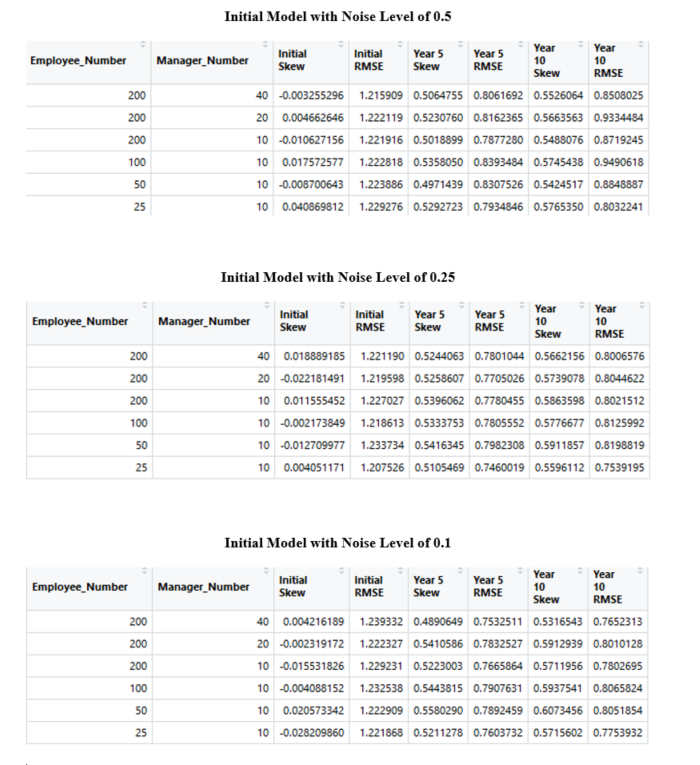 Initial Model with Noise Level of 0.5
Employee_Number Manager_Number Initial Skew Initial RMSE Year 5 Skew Year 5 RMSE Year 10 Skew Year 10 RMSE
200 40 -0.003255296 1.215909 0.5064755 0.8061692 0.5526064 0.8508025
200 20 0.004662646 1.222119 0.5230760 0.8162365 0.5663563 0.9334484
200 10 -0.010627156 1.221916 0.5018899 0.7877280 0.5488076 0.8719245
100 10 0.017572577 1.222818 0.5358050 0.8393484 0.5745438 0.9490618
50 10 -0.008700643 1.223886 0.4971439 0.8307526 0.5424517 0.8848887
25 10 0.040869812 1.229276 0.5292723 0.7934846 0.5765350 0.8032241
Initial Model with Noise Level of 0.25
Employee_Number Manager_Number Initial Skew Initial RMSE Year 5 Skew Year 5 RMSE Year 10 Skew Year 10 RMSE
200 40 0.018889185 1.221190 0.5244063 0.7801044 0.5662156 0.8006576
200 20 -0.022181491 1.219598 0.5258607 0.7705026 0.5739078 0.8044622
200 10 0.011555452 1.227027 0.5396062 0.7780455 0.5863598 0.8021512
100 10 -0.002173849 1.218613 0.5333753 0.7805552 0.5776677 0.8125992
50 10 -0.012709977 1.233734 0.5416345 0.7982308 0.5911857 0.8198819
25 10 0.004051171 1.207526 0.5105469 0.7460019 0.5596112 0.7539195
Initial Model with Noise Level of 0.1
Employee_Number Manager_Number Initial Skew Initial RMSE Year 5 Skew Year 5 RMSE Year 10 Skew Year 10 RMSE
200 40 0.004216189 1.239332 0.4890649 0.7532511 0.5316543 0.7652313
200 20 -0.002319172 1.222327 0.5410586 0.7832527 0.5912939 0.8010128
200 10 -0.015531826 1.229231 0.5223003 0.7665864 0.5711956 0.7802695
100 10 -0.004088152 1.232538 0.5443815 0.7907631 0.5937541 0.8065824
50 10 0.020573342 1.222909 0.5580290 0.7892459 0.6073456 0.8051854
25 10 -0.028209860 1.221868 0.5211278 0.7603732 0.5715602 0.7753932